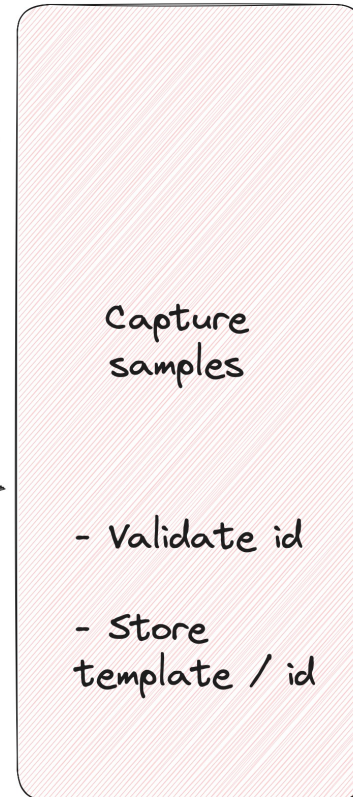 Capture
samples
- Validate id
- Store
template / id